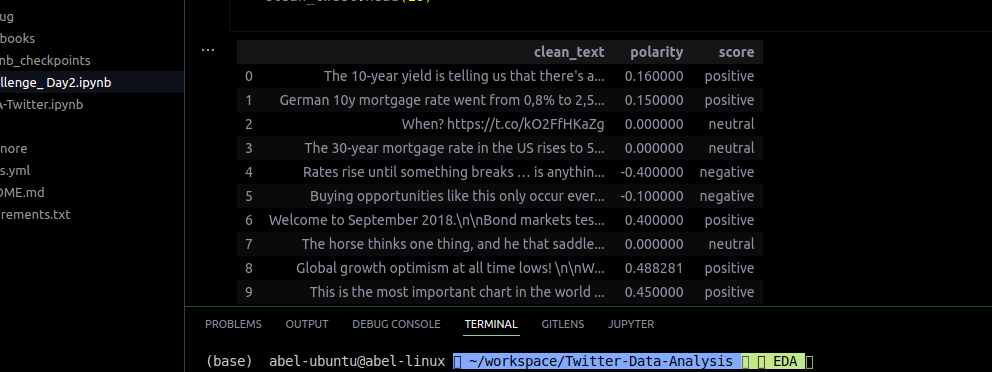 ug
books
nb_checkpoints
llenge_ Day2.ipynb
A-Twitter.ipynb
nore
s.yml
OME.md
irements.txt
...
clean_text polarity score
0 The 10-year yield is telling us that there's a... 0.160000 positive
1 German 10y mortgage rate went from 0,8% to 2,5... 0.150000 positive
2 When? https://t.co/kO2FfHKaZg 0.000000 neutral
3 The 30-year mortgage rate in the US rises to 5... 0.000000 neutral
4 Rates rise until something breaks … is anythin... -0.400000 negative
5 Buying opportunities like this only occur ever... -0.100000 negative
6 Welcome to September 2018.\n\nBond markets tes... 0.400000 positive
7 The horse thinks one thing, and he that saddle... 0.000000 neutral
8 Global growth optimism at all time lows! \n\nW... 0.488281 positive
9 This is the most important chart in the world ... 0.450000 positive
PROBLEMS OUTPUT DEBUG CONSOLE TERMINAL GITLENS JUPYTER
(base) abel-ubuntu@abel-linux ~/workspace/Twitter-Data-Analysis EDA